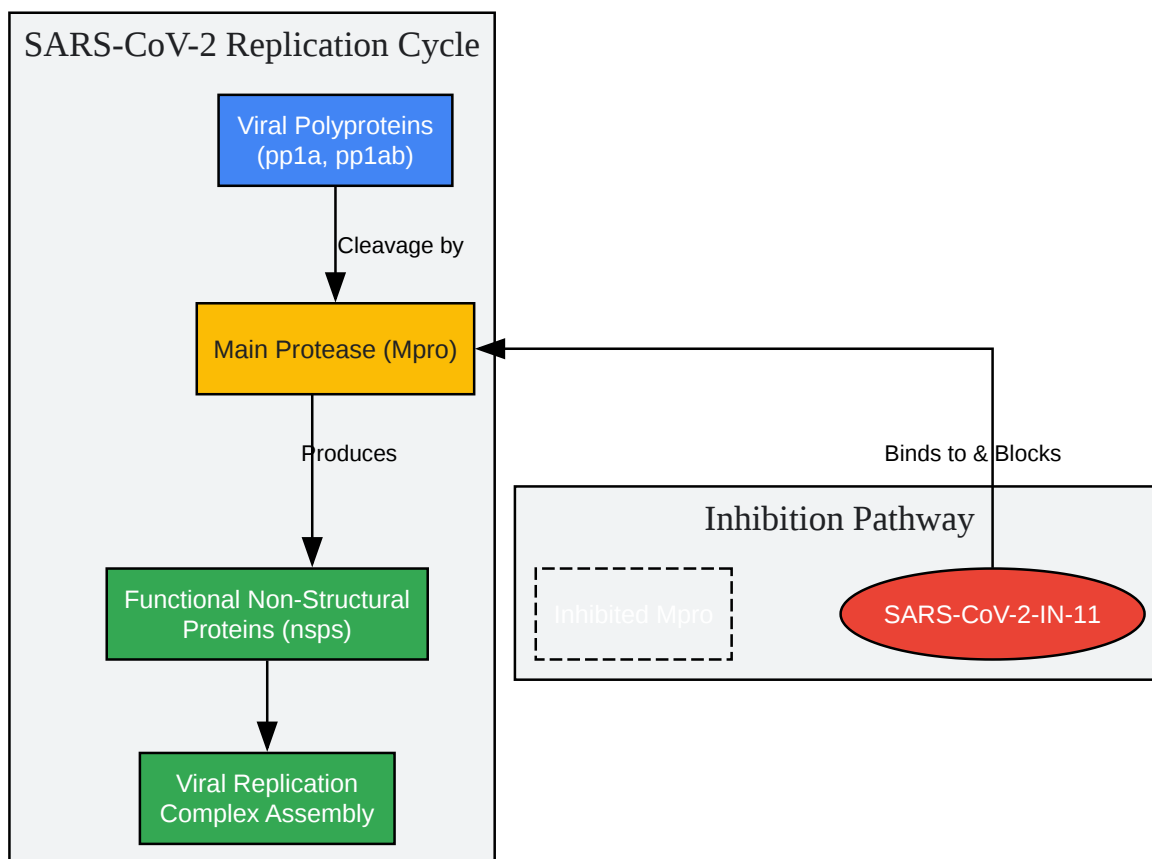 SARS-CoV-2 Replication Cycle
Viral Polyproteins
(pp1a, pp1ab)
Cleavage by
Main Protease (Mpro)
Produces
Binds to & Blocks
Inhibition Pathway
Functional Non-Structural
Proteins (nsps)
Inhibited Mpro
SARS-CoV-2-IN-11
Viral Replication
Complex Assembly